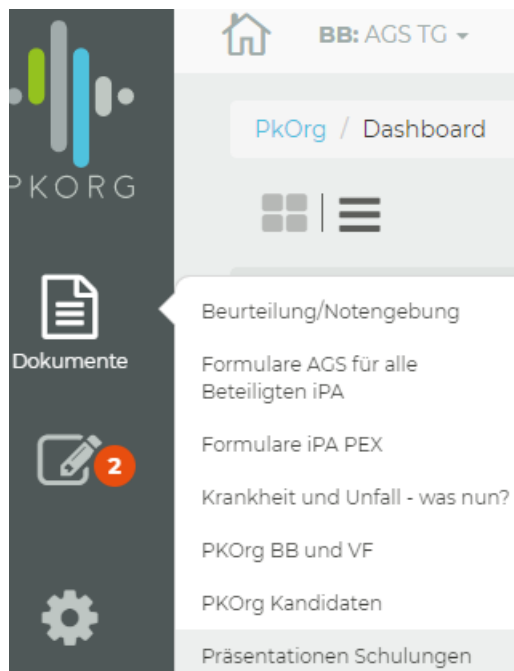 BB: AGS TG
PkOrg / Dashboard
PKORG
Dokumente
Beurteilung/Notengebung
Formulare AGS für alle
Beteiligten iPA
Formulare iPA PEX
2
Krankheit und Unfall - was nun?
PKOrg BB und VF
PKOrg Kandidaten
Präsentationen Schulungen